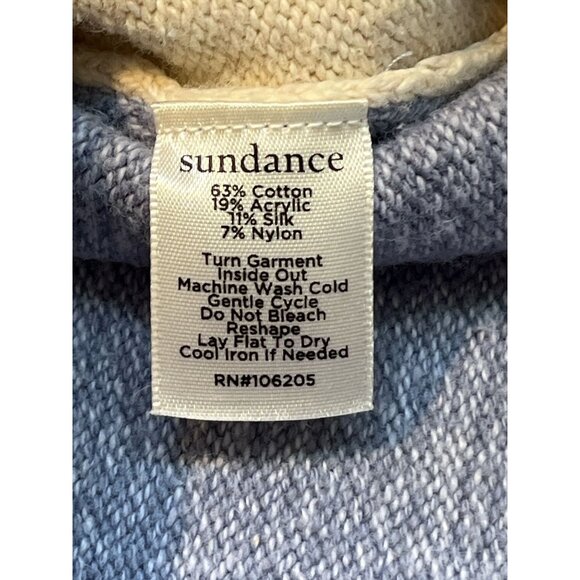 sundance
63% Cotton
19% Acrylic
11% Silk
7% Nylon
Turn Garment
Inside Out
Machine Wash Cold
Gentle Cycle
Do Not Bleach
Reshape
Lay Flat To Dry
Cool Iron If Needed
RN#106205